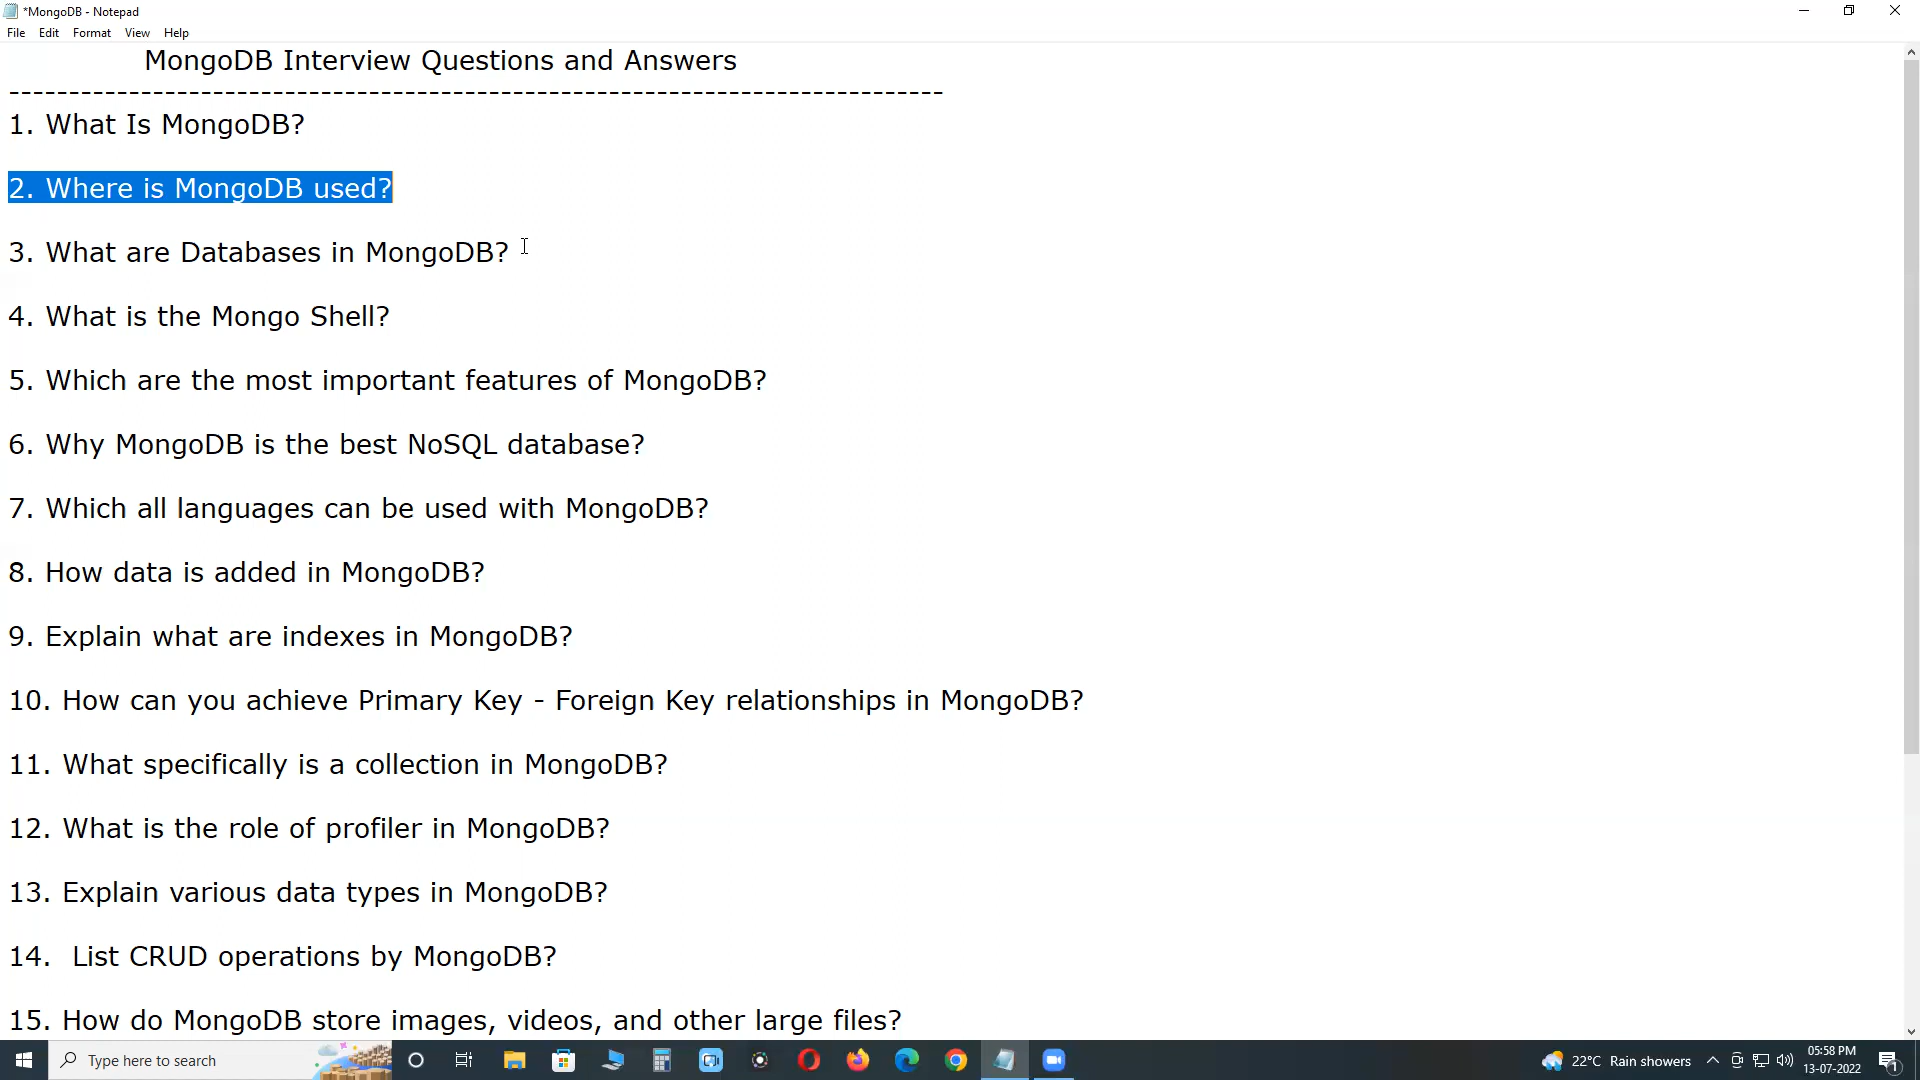 *MongoDB - Notepad
File Edit Format View Help
MongoDB Interview Questions and Answers
------------------------------------------------------------------------------
1. What Is MongoDB?
2. Where is MongoDB used?
3. What are Databases in MongoDB?
4. What is the Mongo Shell?
5. Which are the most important features of MongoDB?
6. Why MongoDB is the best NoSQL database?
7. Which all languages can be used with MongoDB?
8. How data is added in MongoDB?
9. Explain what are indexes in MongoDB?
10. How can you achieve Primary Key - Foreign Key relationships in MongoDB?
11. What specifically is a collection in MongoDB?
12. What is the role of profiler in MongoDB?
13. Explain various data types in MongoDB?
14.  List CRUD operations by MongoDB?
15. How do MongoDB store images, videos, and other large files?
Type here to search
22°C Rain showers
05:58 PM
13-07-2022
1